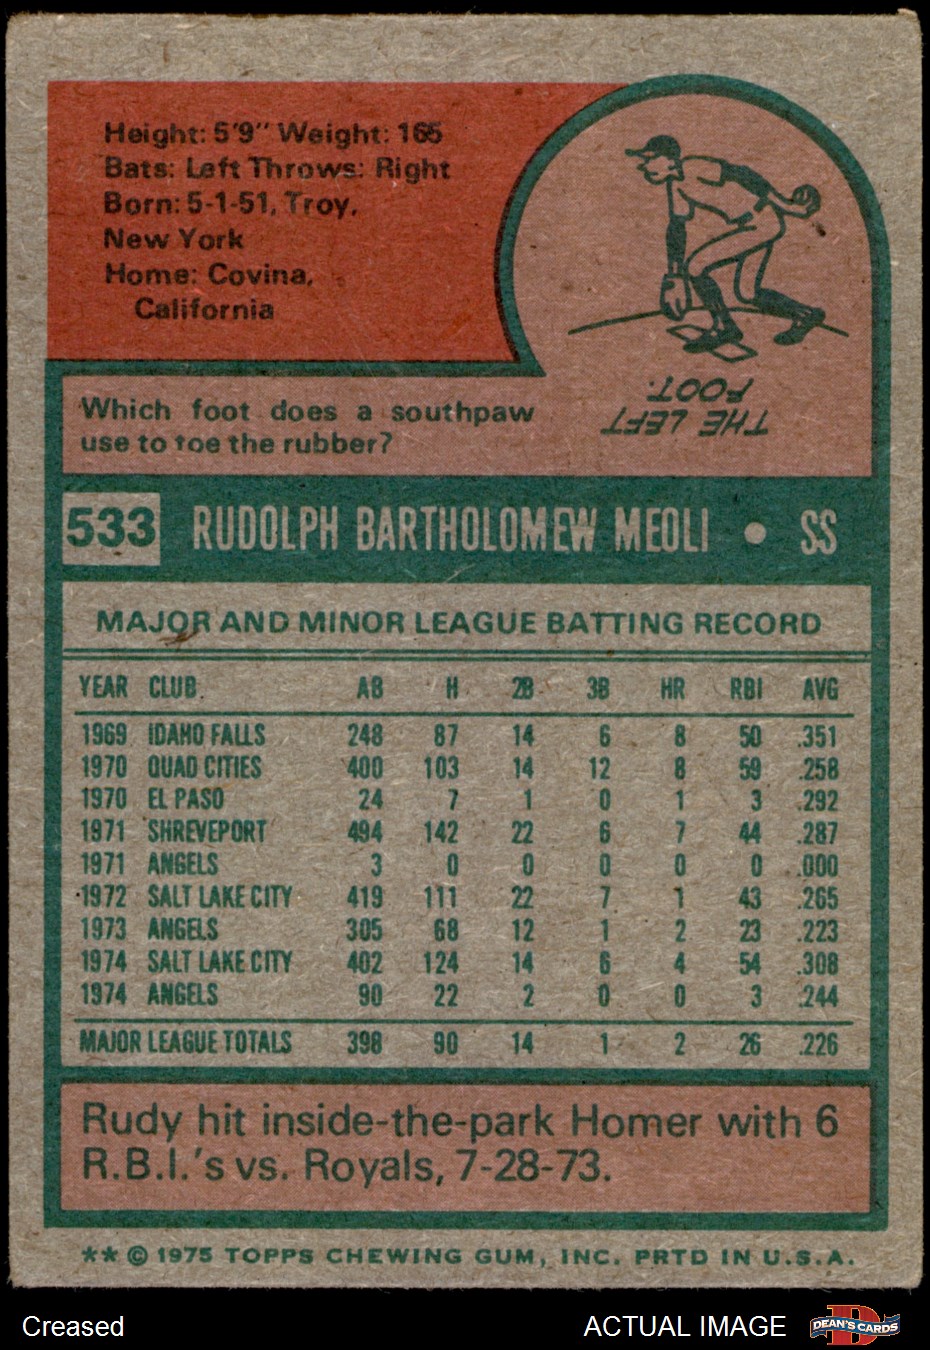 Height: 5'9" Weight: 165
Bats: Left Throws: Right
Born: 5-1-51, Troy,
New York
Home: Covina,
California
Which foot does a southpaw
use to toe the rubber?
THE LEFT
FOOT.
533 RUDOLPH BARTHOLOMEW MEOLI • SS
MAJOR AND MINOR LEAGUE BATTING RECORD
YEAR CLUB AB H 2B 3B HR RBI AVG
1969 IDAHO FALLS 248 87 14 6 8 50 .351
1970 QUAD CITIES 400 103 14 12 8 59 .258
1970 EL PASO 24 7 1 0 1 3 .292
1971 SHREVEPORT 494 142 22 6 7 44 .287
1971 ANGELS 3 0 0 0 0 0 .000
1972 SALT LAKE CITY 419 111 22 7 1 43 .265
1973 ANGELS 305 68 12 1 2 23 .223
1974 SALT LAKE CITY 402 124 14 6 4 54 .308
1974 ANGELS 90 22 2 0 0 3 .244
MAJOR LEAGUE TOTALS 398 90 14 1 2 26 .226
Rudy hit inside-the-park Homer with 6
R.B.I.'s vs. Royals, 7-28-73.
** © 1975 TOPPS CHEWING GUM, INC. PRTD IN U.S.A.
Creased
ACTUAL IMAGE
D
DEAN'S CARDS